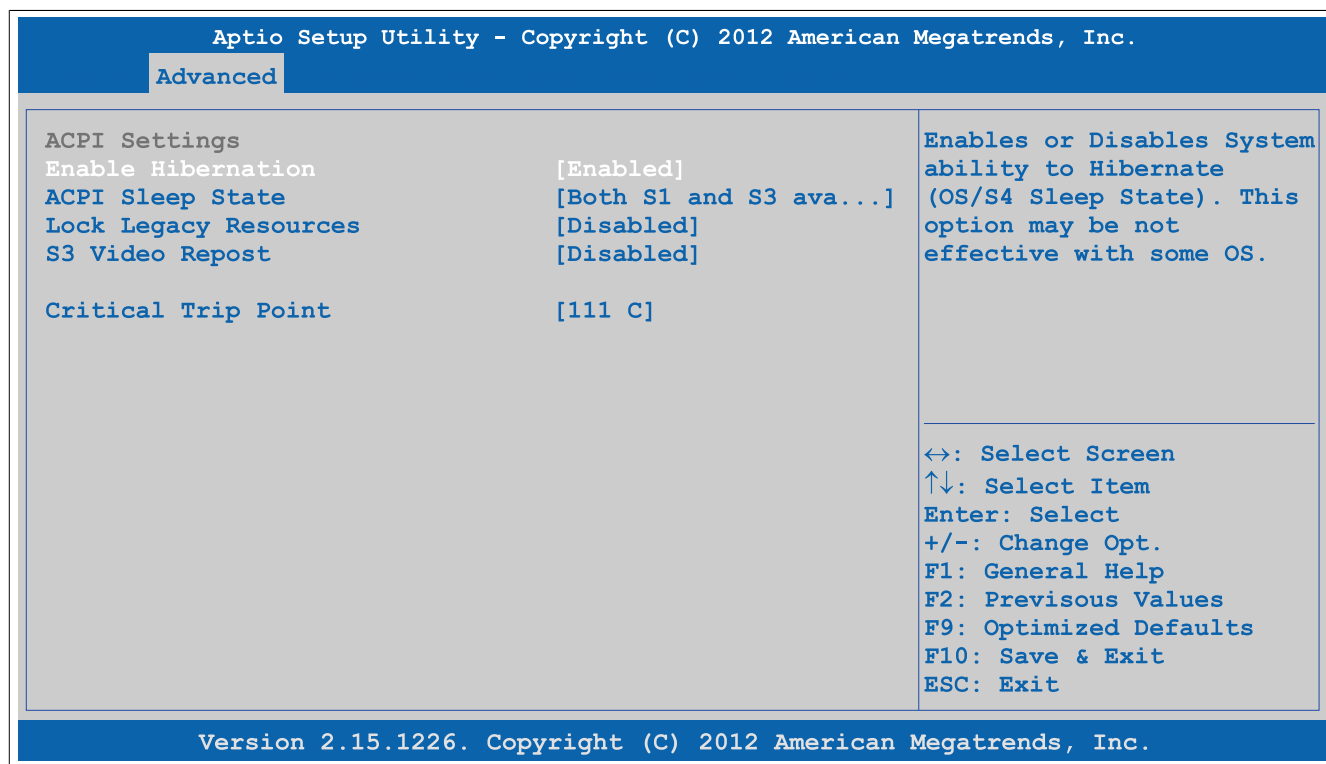 Aptio Setup Utility - Copyright (C) 2012 American Megatrends, Inc.
Advanced
ACPI Settings
Enable Hibernation [Enabled]
ACPI Sleep State [Both S1 and S3 ava...]
Lock Legacy Resources [Disabled]
S3 Video Repost [Disabled]
Critical Trip Point [111 C]
Enables or Disables System
ability to Hibernate
(OS/S4 Sleep State). This
option may be not
effective with some OS.
↔: Select Screen
↑↓: Select Item
Enter: Select
+/-: Change Opt.
F1: General Help
F2: Previsous Values
F9: Optimized Defaults
F10: Save & Exit
ESC: Exit
Version 2.15.1226. Copyright (C) 2012 American Megatrends, Inc.